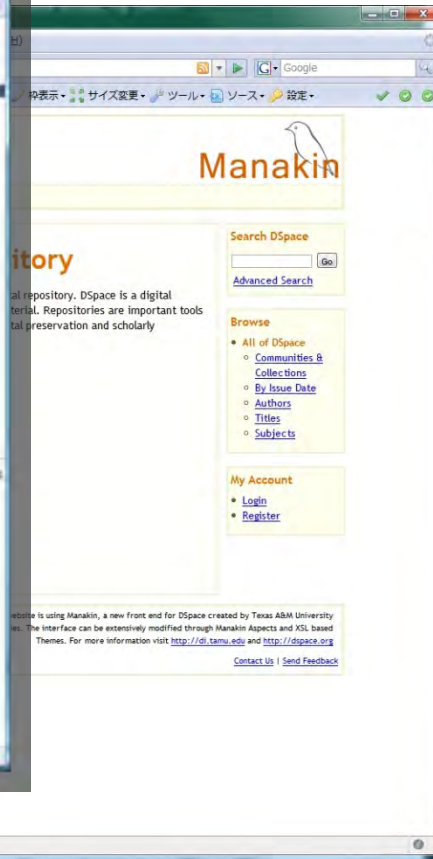 Google
枠表示 サイズ変更 ツール ソース 設定
Manakin
itory
al repository. DSpace is a digital
terial. Repositories are important tools
tal preservation and scholarly
Search DSpace
Go
Advanced Search
Browse
All of DSpace
Communities &
Collections
By Issue Date
Authors
Titles
Subjects
My Account
Login
Register
website is using Manakin, a new front end for DSpace created by Texas A&M University
es. The interface can be extensively modified through Manakin Aspects and XSL based
Themes. For more information visit http://di.tamu.edu and http://dspace.org
Contact Us | Send Feedback